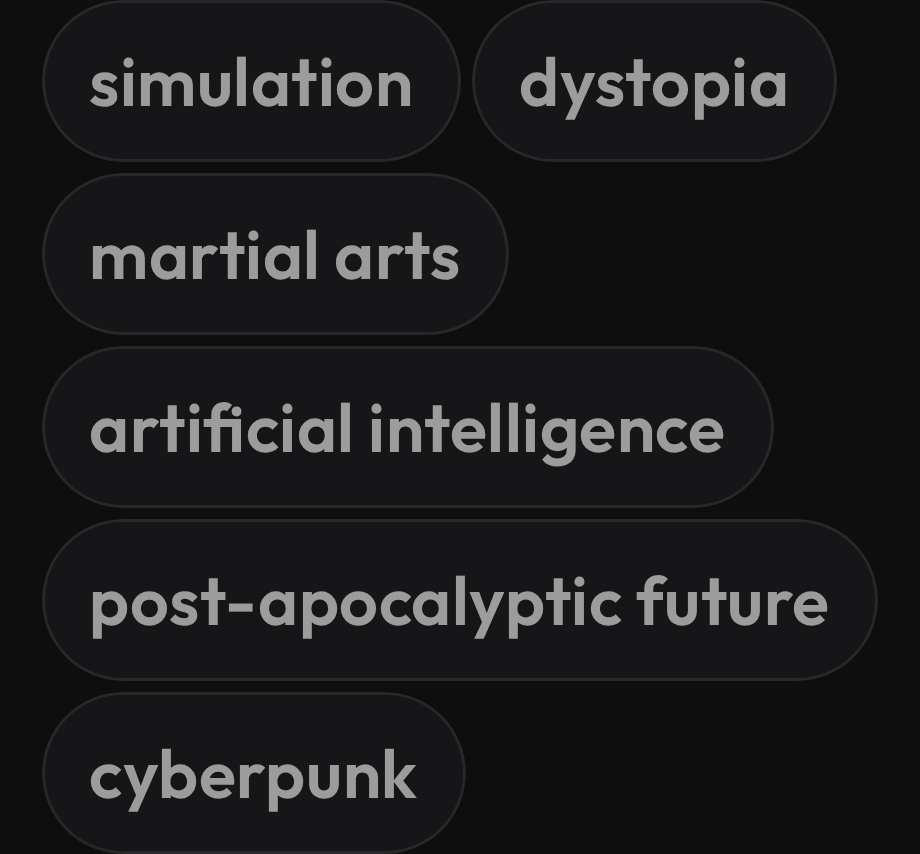 simulation dystopia
martial arts
artificial intelligence
post-apocalyptic future
cyberpunk